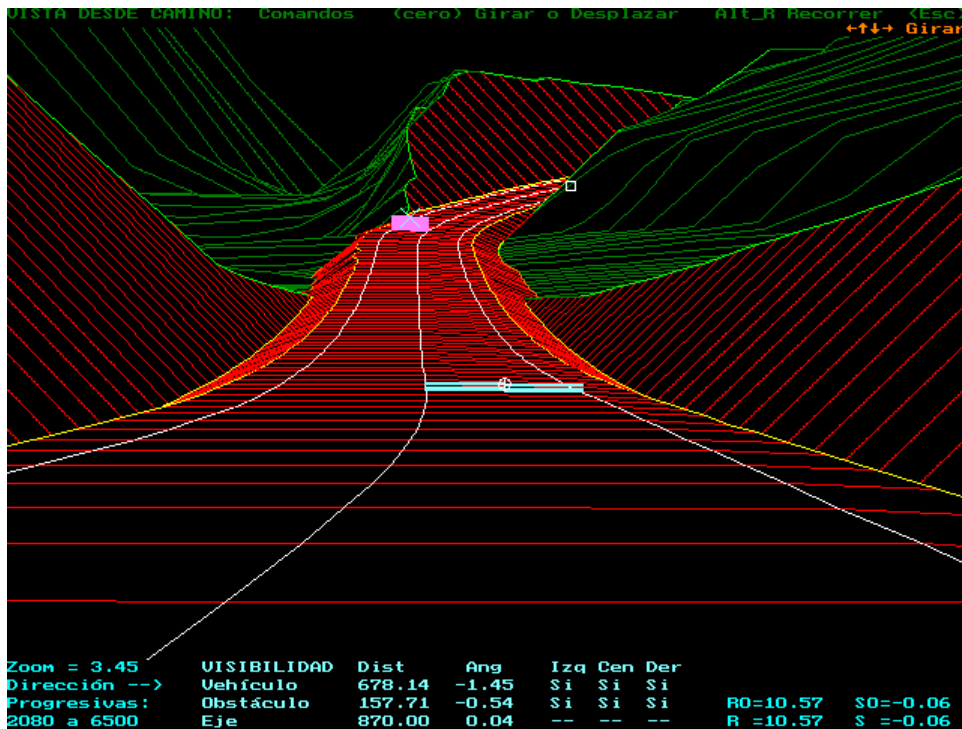 VISTA DESDE CAMINO: Comandos (cero) Girar o Desplazar Alt_R Recorrer <Esc
←↑↓→ Girar
Zoom = 3.45 VISIBILIDAD Dist Ang Izq Cen Der
Dirección --> Vehículo 678.14 -1.45 Si Si Si
Progresivas: Obstáculo 157.71 -0.54 Si Si Si RO=10.57 SO=-0.06
2080 a 6500 Eje 870.00 0.04 -- -- -- R =10.57 S =-0.06